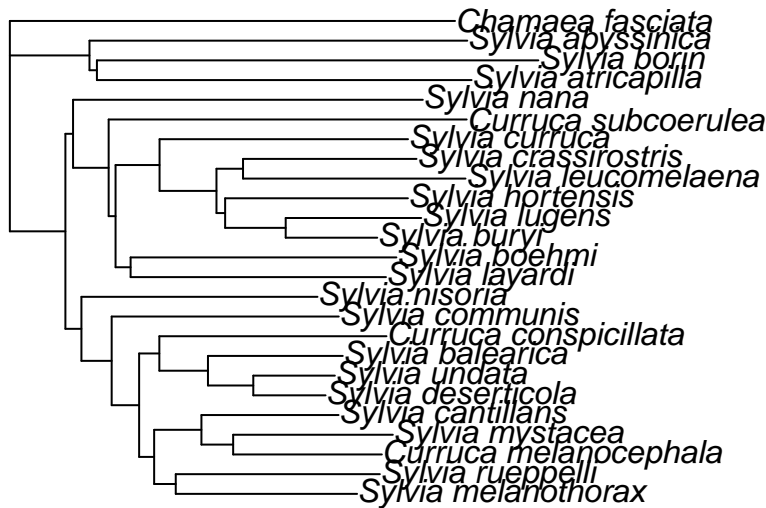 Chamaea fasciata
Sylvia abyssinica
Sylvia borin
Sylvia atricapilla
Sylvia nana
Curruca subcoerulea
Sylvia curruca
Sylvia crassirostris
Sylvia leucomelaena
Sylvia hortensis
Sylvia lugens
Sylvia buryi
Sylvia boehmi
Sylvia layardi
Sylvia nisoria
Sylvia communis
Curruca conspicillata
Sylvia balearica
Sylvia undata
Sylvia deserticola
Sylvia cantillans
Sylvia mystacea
Curruca melanocephala
Sylvia rueppelli
Sylvia melanothorax